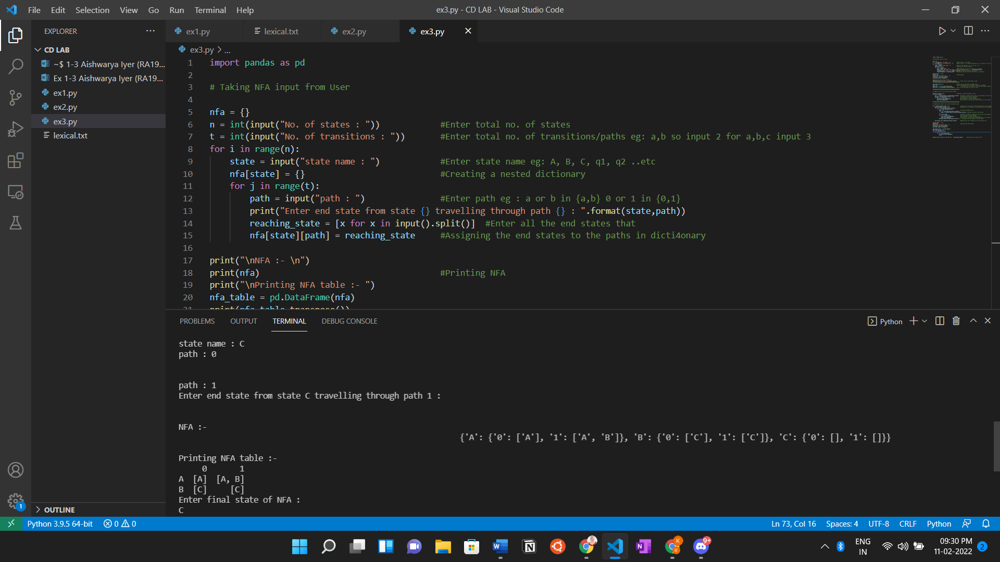 File Edit Selection View Go Run Terminal Help
ex3.py - CD LAB - Visual Studio Code
EXPLORER
CD LAB
~$ 1-3 Aishwarya Iyer (RA19...
Ex 1-3 Aishwarya Iyer (RA19...
ex1.py
ex2.py
ex3.py
lexical.txt
OUTLINE
ex1.py lexical.txt ex2.py ex3.py
ex3.py > ...
1 import pandas as pd
2
3 # Taking NFA input from User
4
5 nfa = {}
6 n = int(input("No. of states : ")) #Enter total no. of states
7 t = int(input("No. of transitions : ")) #Enter total no. of transitions/paths eg: a,b so input 2 for a,b,c input 3
8 for i in range(n):
9 state = input("state name : ") #Enter state name eg: A, B, C, q1, q2 ..etc
10 nfa[state] = {} #Creating a nested dictionary
11 for j in range(t):
12 path = input("path : ") #Enter path eg : a or b in {a,b} 0 or 1 in {0,1}
13 print("Enter end state from state {} travelling through path {} : ".format(state,path))
14 reaching_state = [x for x in input().split()] #Enter all the end states that
15 nfa[state][path] = reaching_state #Assigning the end states to the paths in dicti4onary
16
17 print("\nNFA :- \n")
18 print(nfa) #Printing NFA
19 print("\nPrinting NFA table :- ")
20 nfa_table = pd.DataFrame(nfa)
21 print(nfa_table.transpose())
PROBLEMS OUTPUT TERMINAL DEBUG CONSOLE
Python
state name : C
path : 0
path : 1
Enter end state from state C travelling through path 1 :
NFA :-
{'A': {'0': ['A'], '1': ['A', 'B']}, 'B': {'0': ['C'], '1': ['C']}, 'C': {'0': [], '1': []}}
Printing NFA table :-
0 1
A [A] [A, B]
B [C] [C]
Enter final state of NFA :
C
1
Python 3.9.5 64-bit 0 0
Ln 73, Col 16 Spaces: 4 UTF-8 CRLF Python
9+
K
K
ENG
IN
09:30 PM
11-02-2022
2